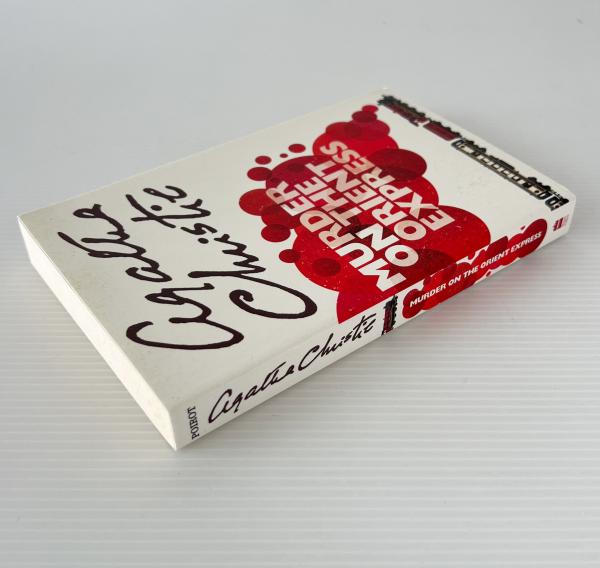 Agatha
Christie
MURDER
ON THE
ORIENT
EXPRESS
POIROT
Agatha Christie
MURDER ON THE ORIENT EXPRESS